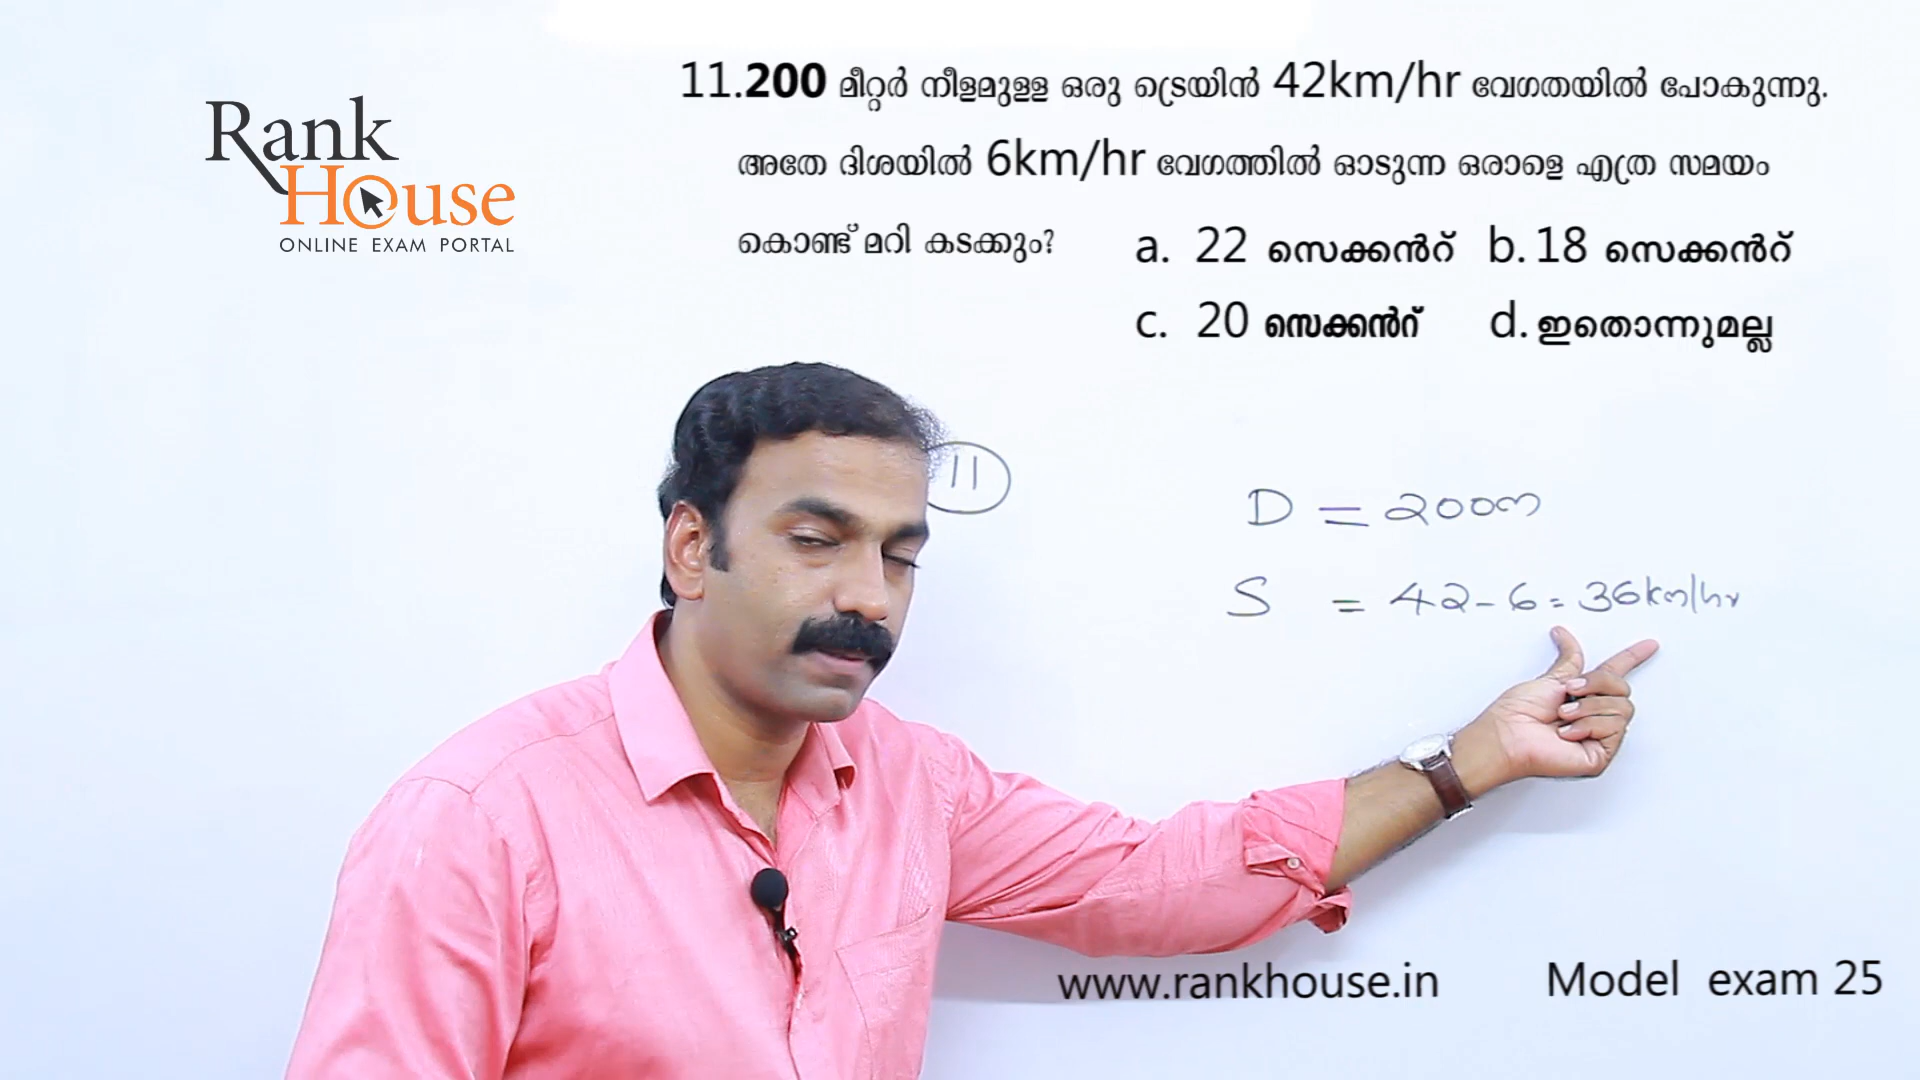 Rank
House
ONLINE EXAM PORTAL
11.200 മീറ്റർ നീളമുള്ള ഒരു ട്രെയിൻ 42km/hr വേഗതയിൽ പോകുന്നു.
അതേ ദിശയിൽ 6km/hr വേഗത്തിൽ ഓടുന്ന ഒരാളെ എത്ര സമയം
കൊണ്ട് മറി കടക്കും? a. 22 സെക്കൻറ് b. 18 സെക്കൻറ്
c. 20 സെക്കൻറ് d. ഇതൊന്നുമല്ല
11
D = 200m
S = 42-6=36km/hr
www.rankhouse.in Model exam 25